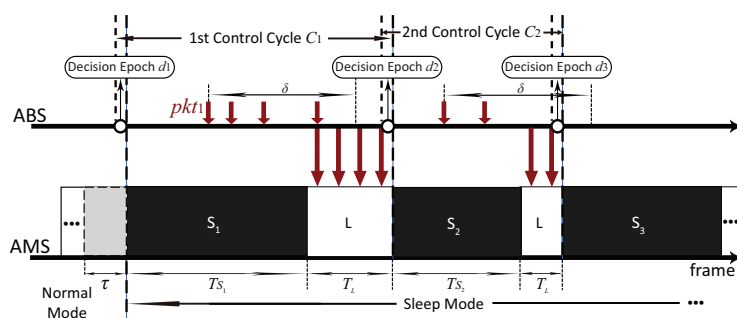 1st Control Cycle C1
2nd Control Cycle C2
Decision Epoch d1
Decision Epoch d2
Decision Epoch d3
δ
δ
pkt1
ABS
S1
L
S2
L
S3
AMS
frame
τ
TS1
TL
TS2
TL
Normal
Mode
Sleep Mode